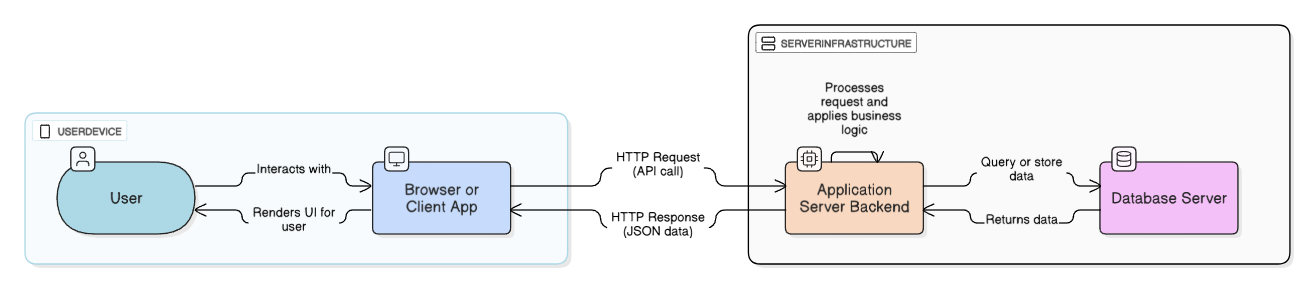 USERDEVICE
User
Interacts with
Renders UI for
user
Browser or
Client App
HTTP Request
(API call)
HTTP Response
(JSON data)
SERVERINFRASTRUCTURE
Processes
request and
applies business
logic
Application
Server Backend
Query or store
data
Returns data
Database Server